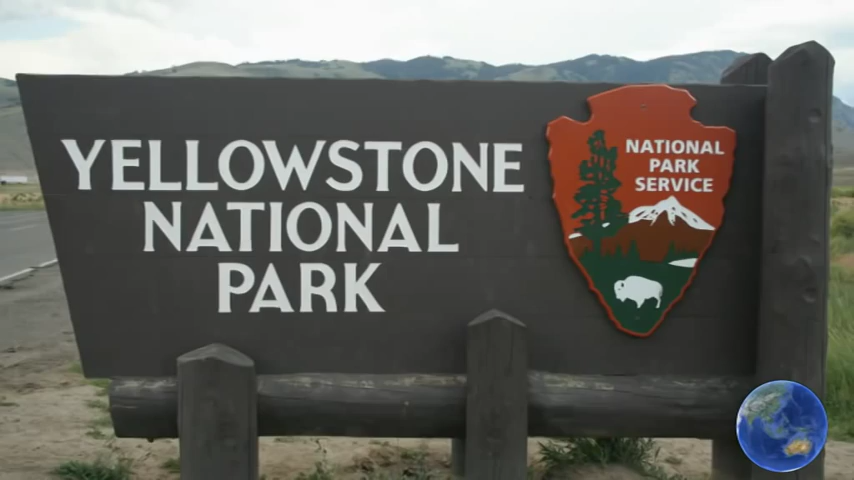 YELLOWSTONE
NATIONAL
PARK
NATIONAL
PARK
SERVICE